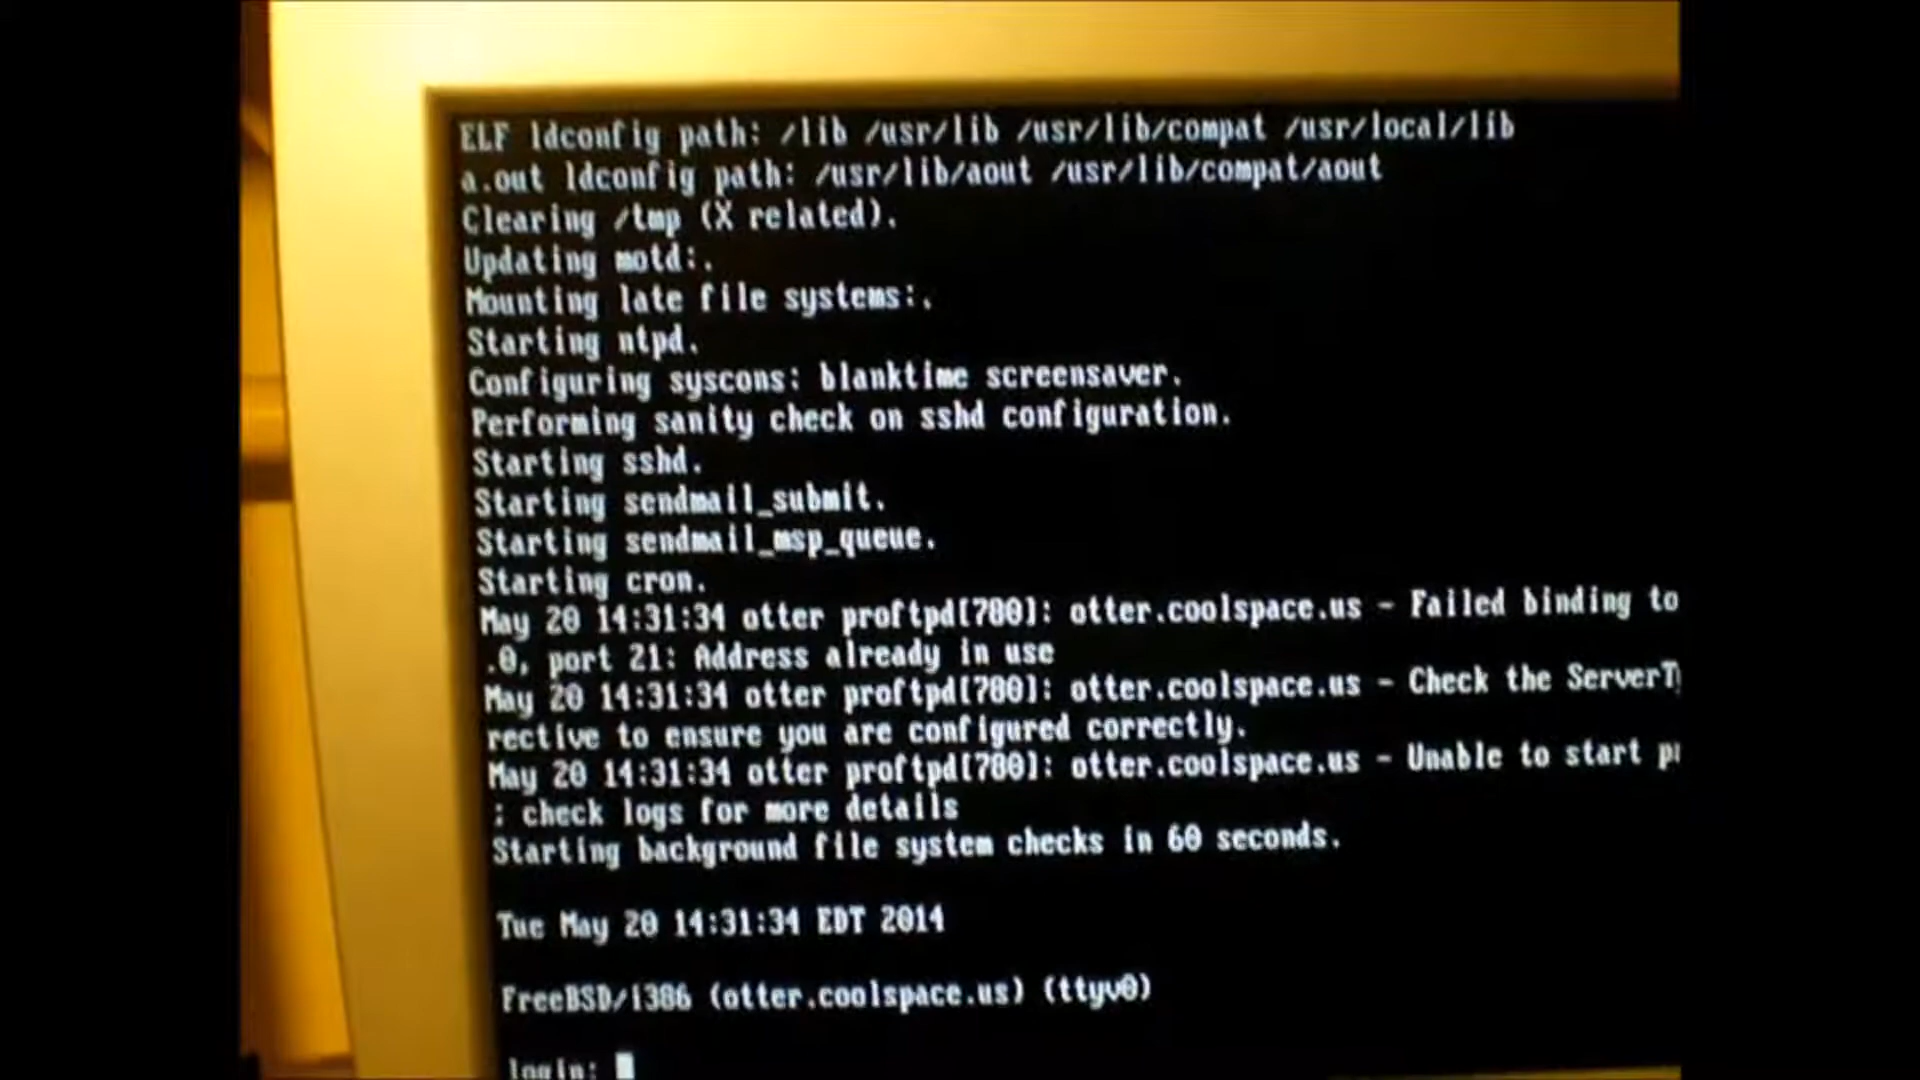 ELF ldconfig path: /lib /usr/lib /usr/lib/compat /usr/local/lib
a.out ldconfig path: /usr/lib/aout /usr/lib/compat/aout
Clearing /tmp (X related).
Updating motd:.
Mounting late file systems:.
Starting ntpd.
Configuring syscons: blanktime screensaver.
Performing sanity check on sshd configuration.
Starting sshd.
Starting sendmail_submit.
Starting sendmail_msp_queue.
Starting cron.
May 20 14:31:34 otter proftpd[780]: otter.coolspace.us - Failed binding to
.0, port 21: Address already in use
May 20 14:31:34 otter proftpd[780]: otter.coolspace.us - Check the ServerT
rective to ensure you are configured correctly.
May 20 14:31:34 otter proftpd[780]: otter.coolspace.us - Unable to start
; check logs for more details
Starting background file system checks in 60 seconds.
Tue May 20 14:31:34 EDT 2014
FreeBSD/i386 (otter.coolspace.us) (ttyv0)
login: